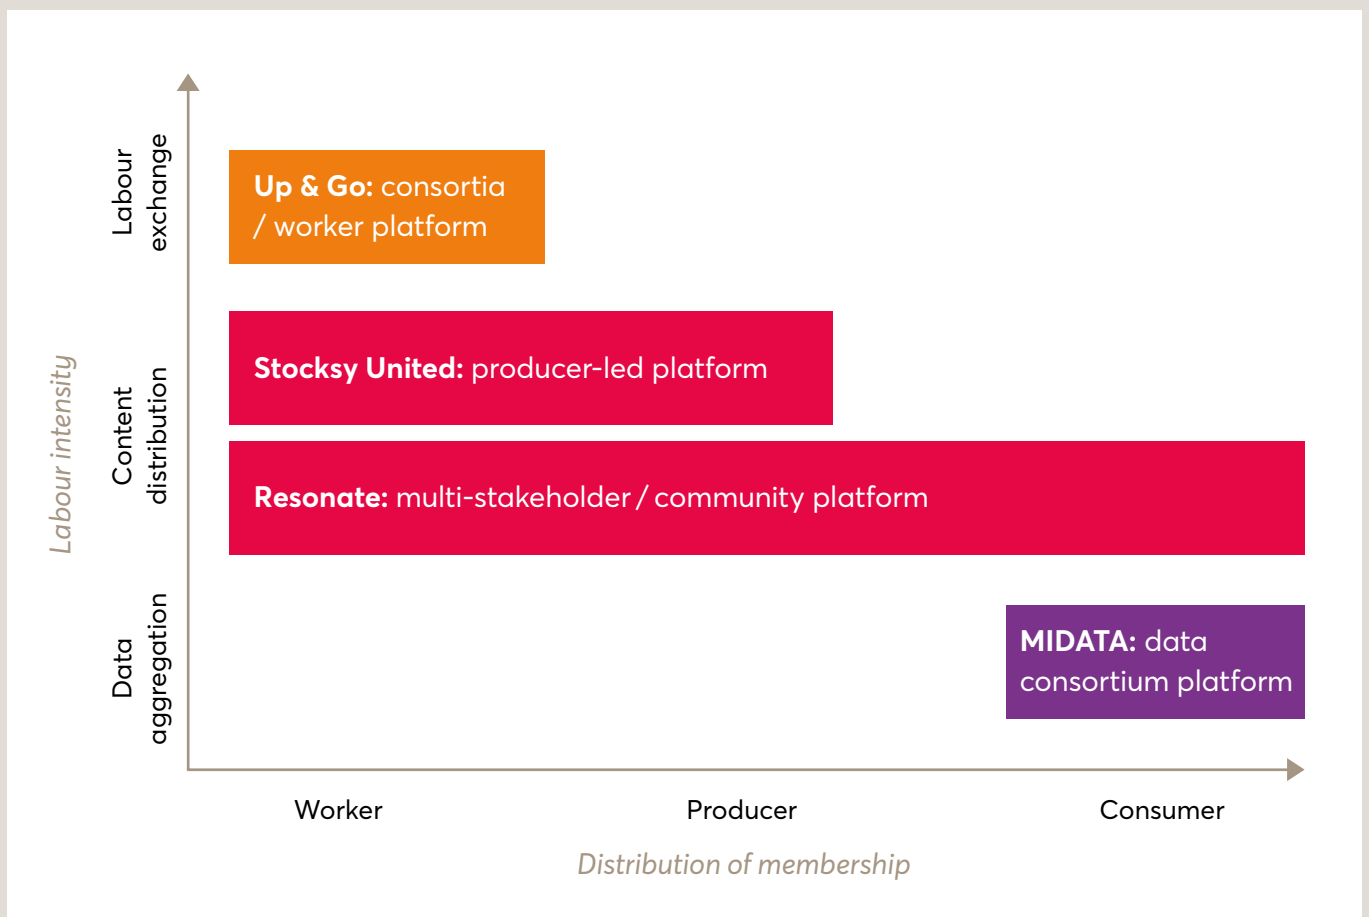 Labour
exchange
Up & Go: consortia
/ worker platform
Labour intensity
Content
distribution
Stocksy United: producer-led platform
Resonate: multi-stakeholder / community platform
Data
aggregation
MIDATA: data
consortium platform
Worker
Producer
Consumer
Distribution of membership